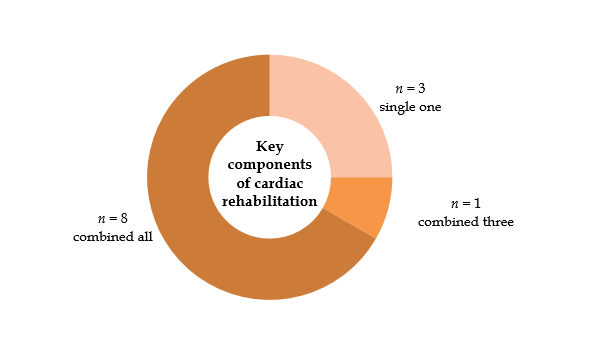 n = 3
single one
Key
components
of cardiac
rehabilitation
n = 1
combined three
n = 8
combined all